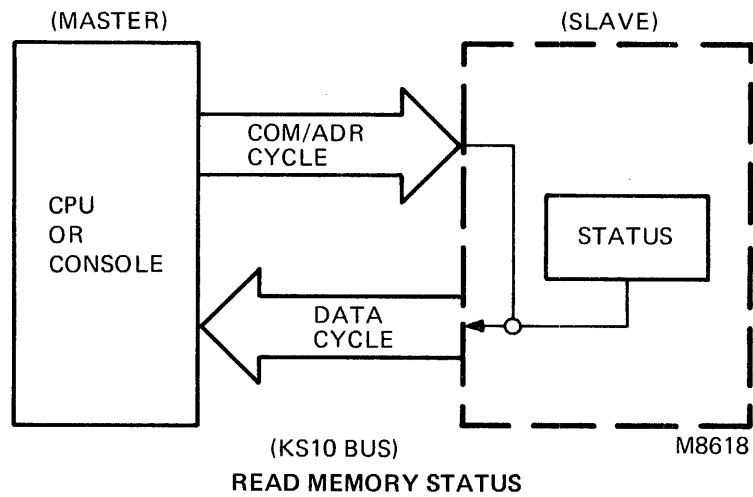 (MASTER)
(SLAVE)
COM/ADR
CYCLE
CPU
OR
CONSOLE
STATUS
DATA
CYCLE
(KS10 BUS)
M8618
READ MEMORY STATUS